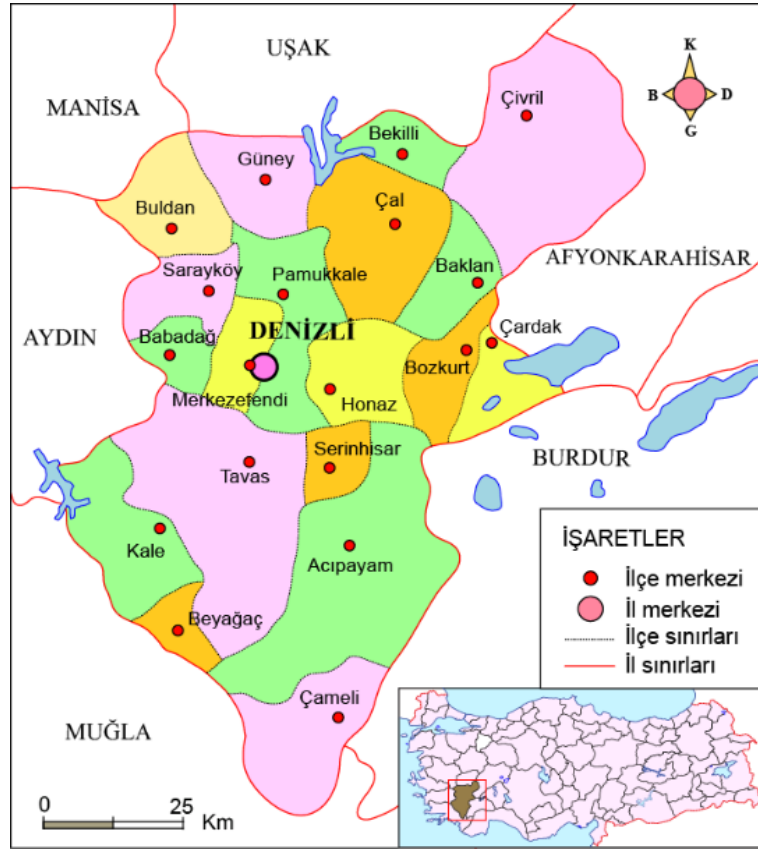 UŞAK
K
MANİSA
Çivril
B
D
G
Bekilli
Güney
Buldan
Çal
Sarayköy
Pamukkale
Baklan
AFYONKARAHİSAR
AYDIN
Babadağ
DENİZLİ
Çardak
Bozkurt
Merkezefendi
Honaz
Serinhisar
Tavas
BURDUR
Kale
Acıpayam
Beyağaç
Çameli
MUĞLA
İŞARETLER
İlçe merkezi
İl merkezi
İlçe sınırları
İl sınırları
0
25
Km